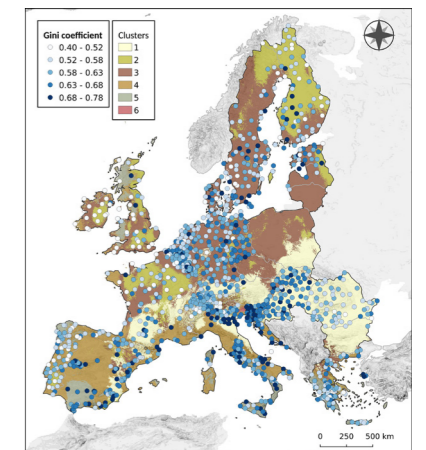 Gini coefficient
0.40 - 0.52
0.52 - 0.58
0.58 - 0.63
0.63 - 0.68
0.68 - 0.78
Clusters
1
2
3
4
5
6
0 250 500 km